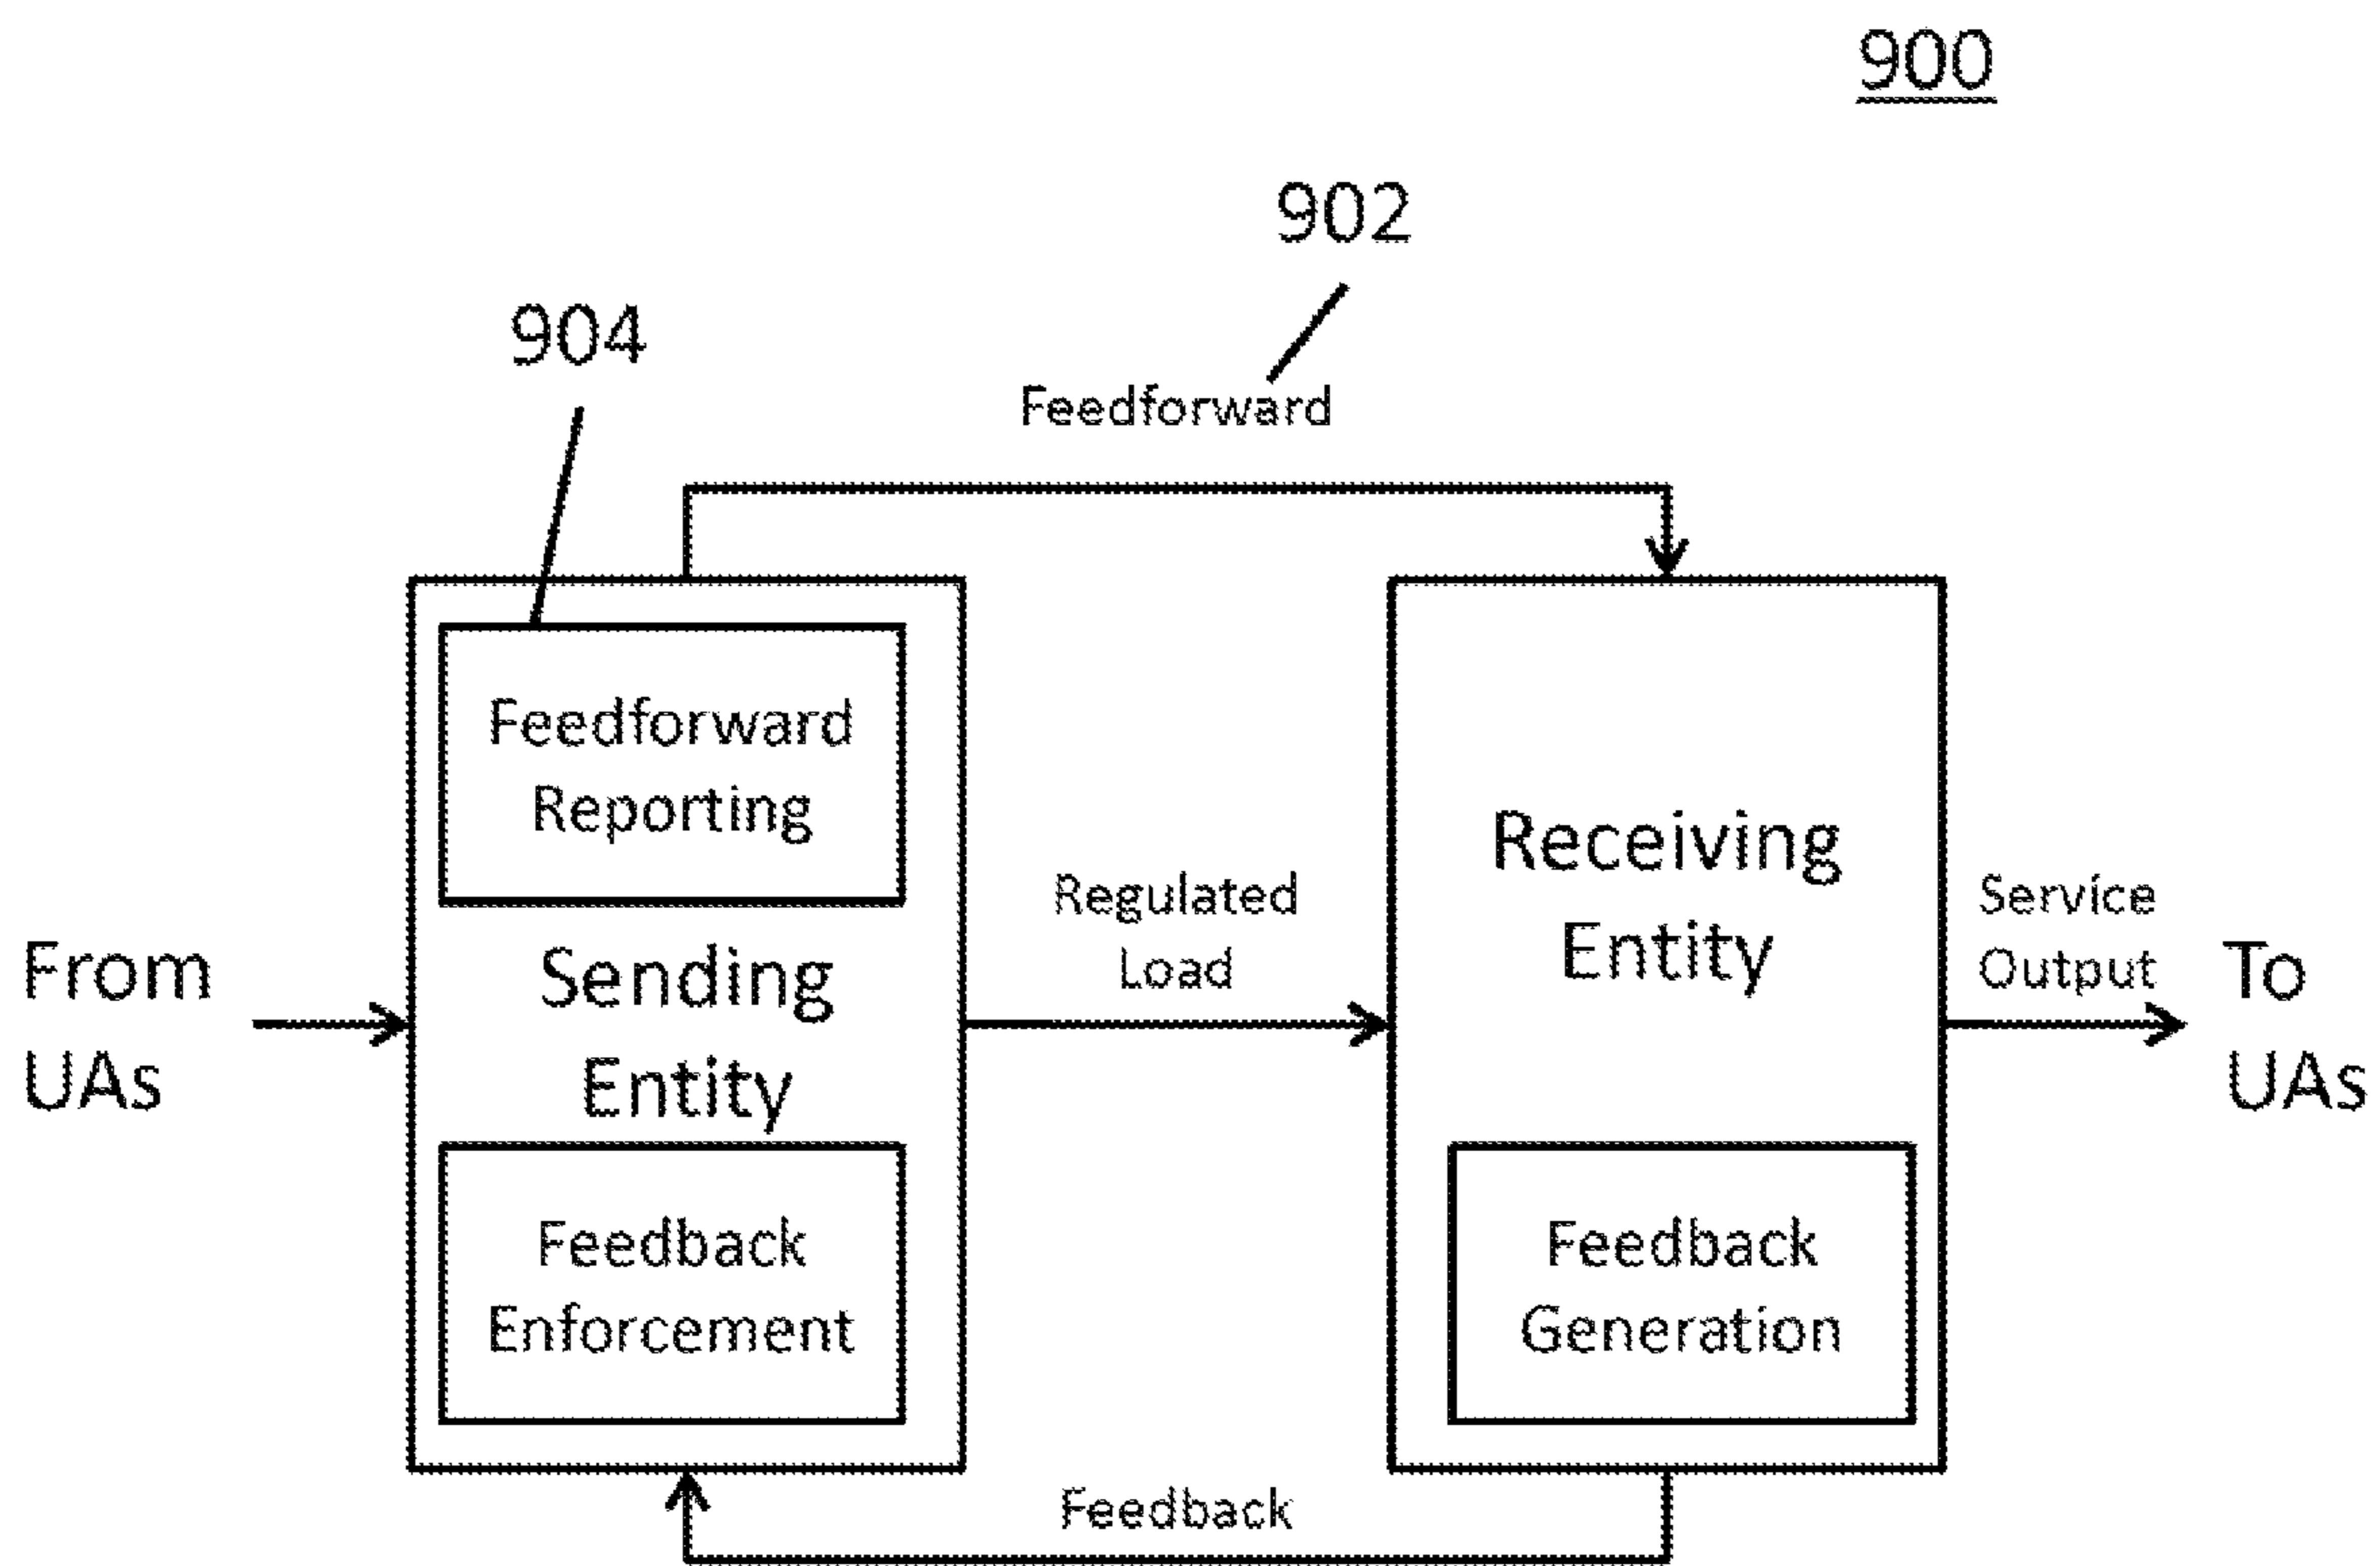 900
902
904
Feedforward
Feedforward
Reporting
Sending
Entity
Feedback
Enforcement
From
UAs
Regulated
Load
Receiving
Entity
Feedback
Generation
Service
Output
To
UAs
Feedback